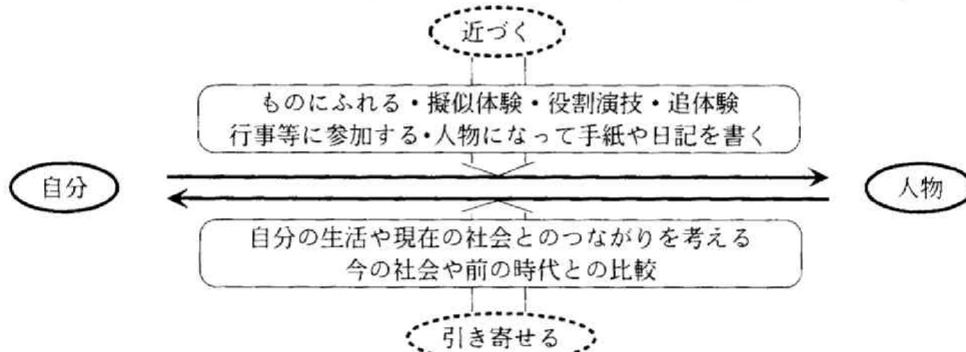 近づく
ものにふれる・擬似体験・役割演技・追体験
行事等に参加する・人物になって手紙や日記を書く
自分
人物
自分の生活や現在の社会とのつながりを考える
今の社会や前の時代との比較
引き寄せる